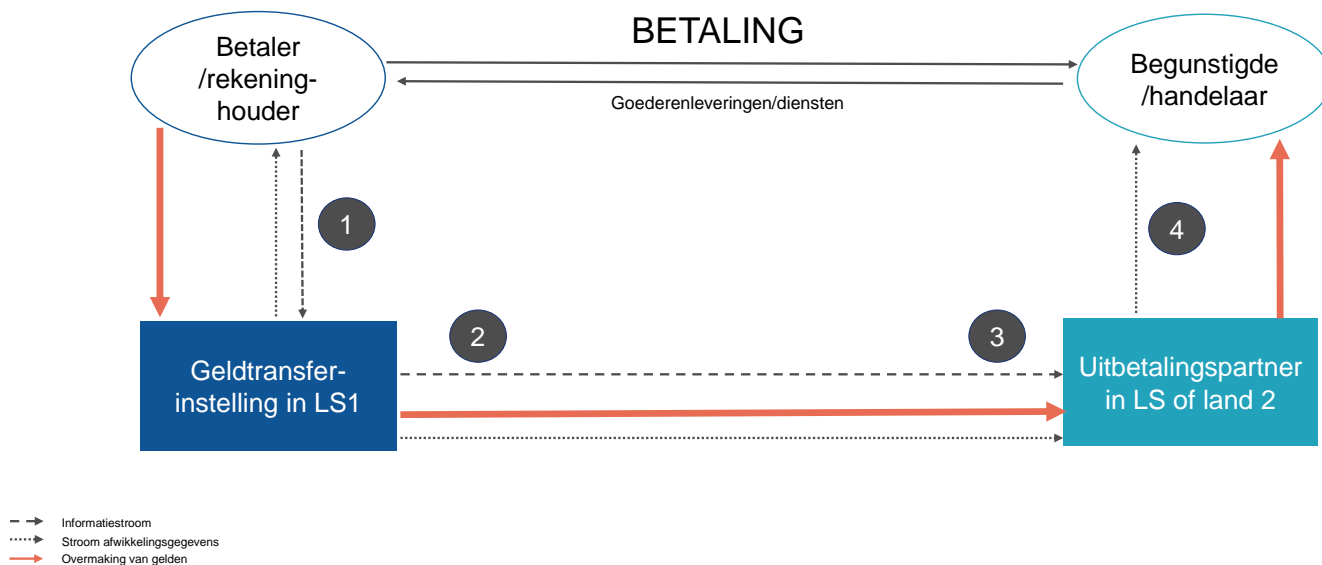 BETALING
Betaler
/rekening-
houder
Begunstigde
/handelaar
Goederenleveringen/diensten
1
4
2
3
Geldtransfer-
instelling in LS1
Uitbetalingspartner
in LS of land 2
Informatiestroom
Stroom afwikkelingsgegevens
Overmaking van gelden